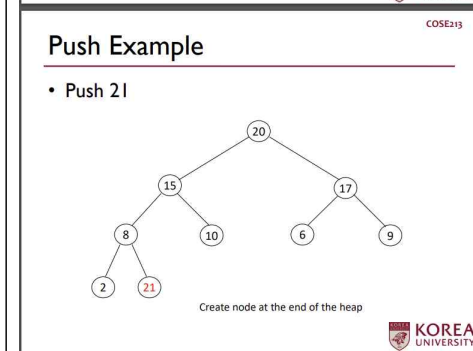 COSE213
Push Example
• Push 21
20
15
17
8
10
6
9
2
21
Create node at the end of the heap
KOREA
UNIVERSITY